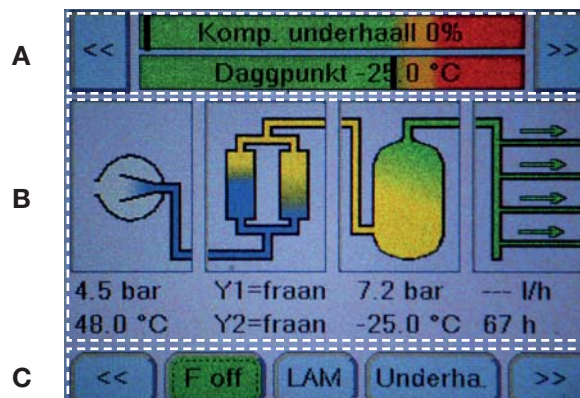 A
<< Komp. underhaall 0% >>
Daggpunkt -25.0 °C
B
4.5 bar Y1=fraan 7.2 bar --- l/h
48.0 °C Y2=fraan -25.0 °C 67 h
C
<< F off LAM Underha. >>